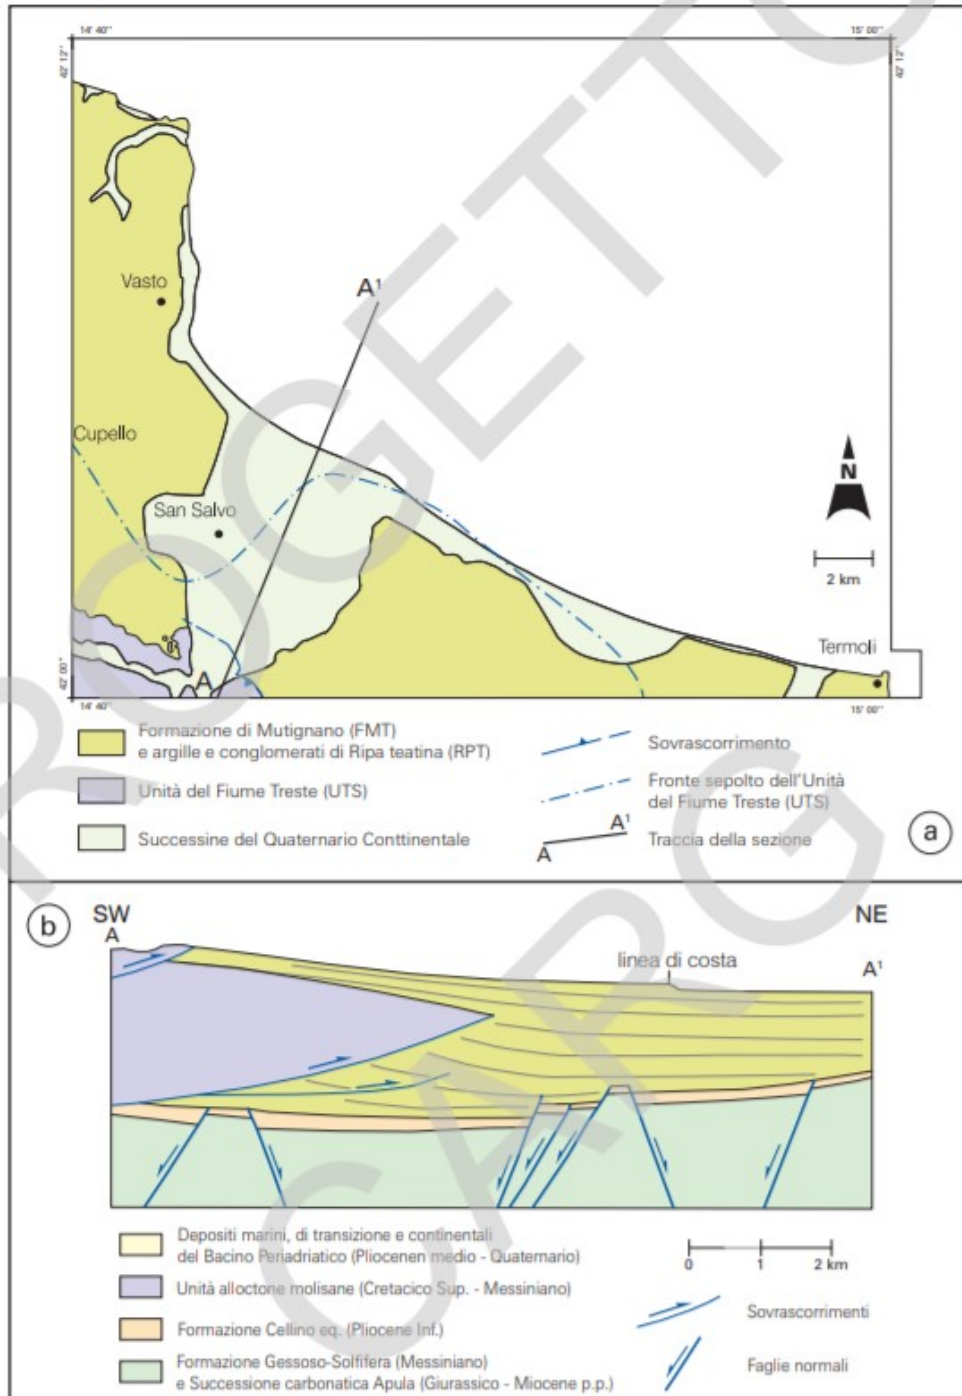 14' 40''
15' 00''
42' 12''
42' 12''
PROGETTO
A¹
Vasto
Cupello
San Salvo
N
2 km
Termoli
A
42' 00''
14' 40''
15' 00''
Formazione di Mutignano (FMT)
e argille e conglomerati di Ripa teatina (RPT)
Unità del Fiume Treste (UTS)
Successine del Quaternario Conttinentale
Sovrascorrimento
Fronte sepolto dell'Unità
del Fiume Treste (UTS)
A A¹
Traccia della sezione
a
b
SW
A
NE
linea di costa
A¹
CARG
Depositi marini, di transizione e continentali
del Bacino Periadriatico (Pliocenen medio - Quaternario)
Unità alloctone molisane (Cretacico Sup. - Messiniano)
Formazione Cellino eq. (Pliocene Inf.)
Formazione Gessoso-Solfifera (Messiniano)
e Successione carbonatica Apula (Giurassico - Miocene p.p.)
0 1 2 km
Sovrascorrimenti
Faglie normali